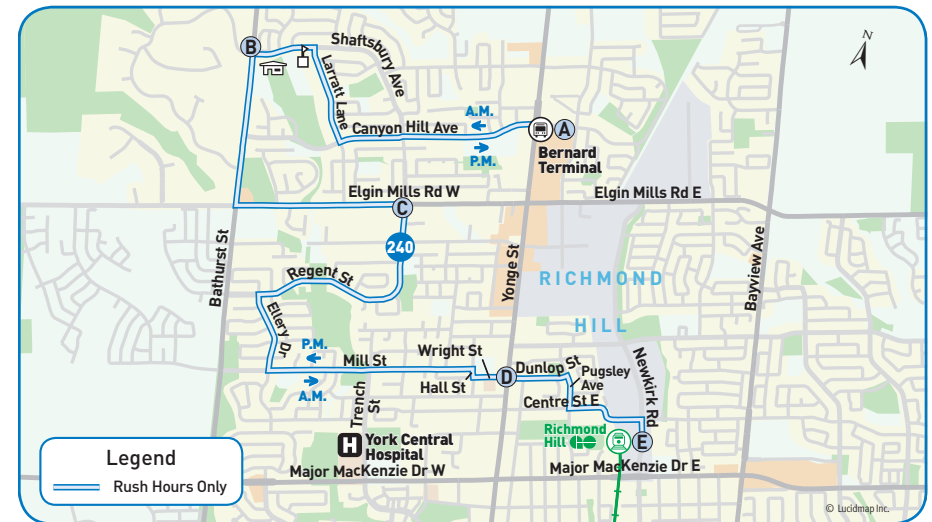 N
B
Shaftsbury Ave
Larratt Lane
A.M.
Canyon Hill Ave
P.M.
A
Bernard
Terminal
Elgin Mills Rd W
Elgin Mills Rd E
C
240
Bathurst St
Regent St
Yonge St
RICHMOND
HILL
Bayview Ave
Ellery Dr
P.M.
Mill St
A.M.
Wright St
Hall St
D
Dunlop St
Pugsley
Ave
Centre St E
Newkirk Rd
Trench
St
H
York Central
Hospital
Richmond
Hill GO
E
Major MacKenzie Dr W
Major MacKenzie Dr E
Legend
Rush Hours Only
© Lucidmap Inc.